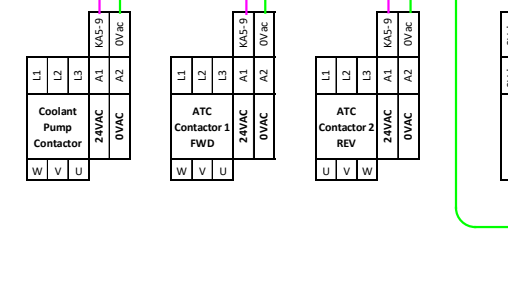 KA5-9
0Vac
KA5-9
0Vac
KA5-9
0Vac
L1 L2 L3 A1 A2
L1 L2 L3 A1 A2
L1 L2 L3 A1 A2
Coolant
Pump
Contactor
24VAC
0VAC
ATC
Contactor 1
FWD
24VAC
0VAC
ATC
Contactor 2
REV
24VAC
0VAC
W V U
W V U
U V W